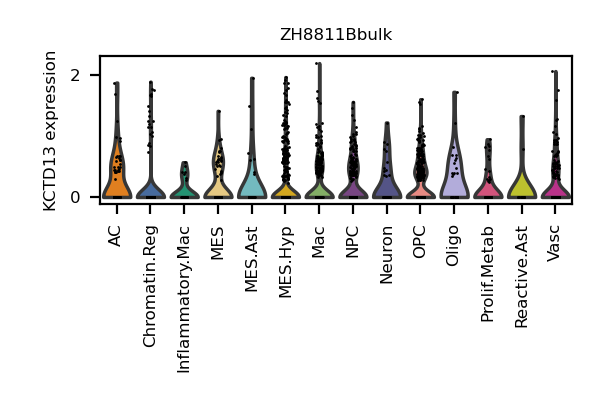 ZH8811Bbulk
KCTD13 expression
2
0
AC
Chromatin.Reg
Inflammatory.Mac
MES
MES.Ast
MES.Hyp
Mac
NPC
Neuron
OPC
Oligo
Prolif.Metab
Reactive.Ast
Vasc